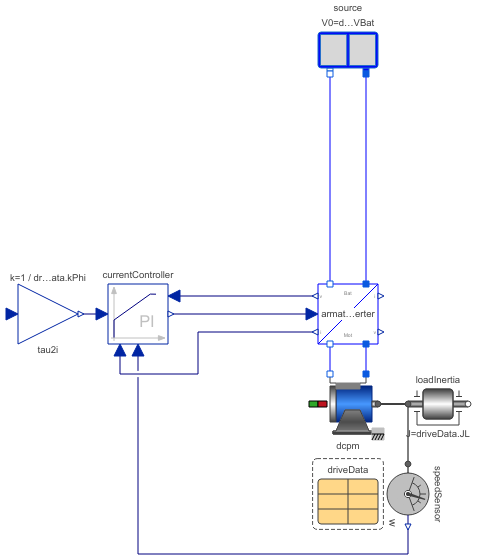 source
V0=d...VBat
k=1 / dr...ata.kPhi
currentController
PI
tau2i
Bat
armat...erter
Mot
loadInertia
J=driveData.JL
dcpm
driveData
speedSensor
w